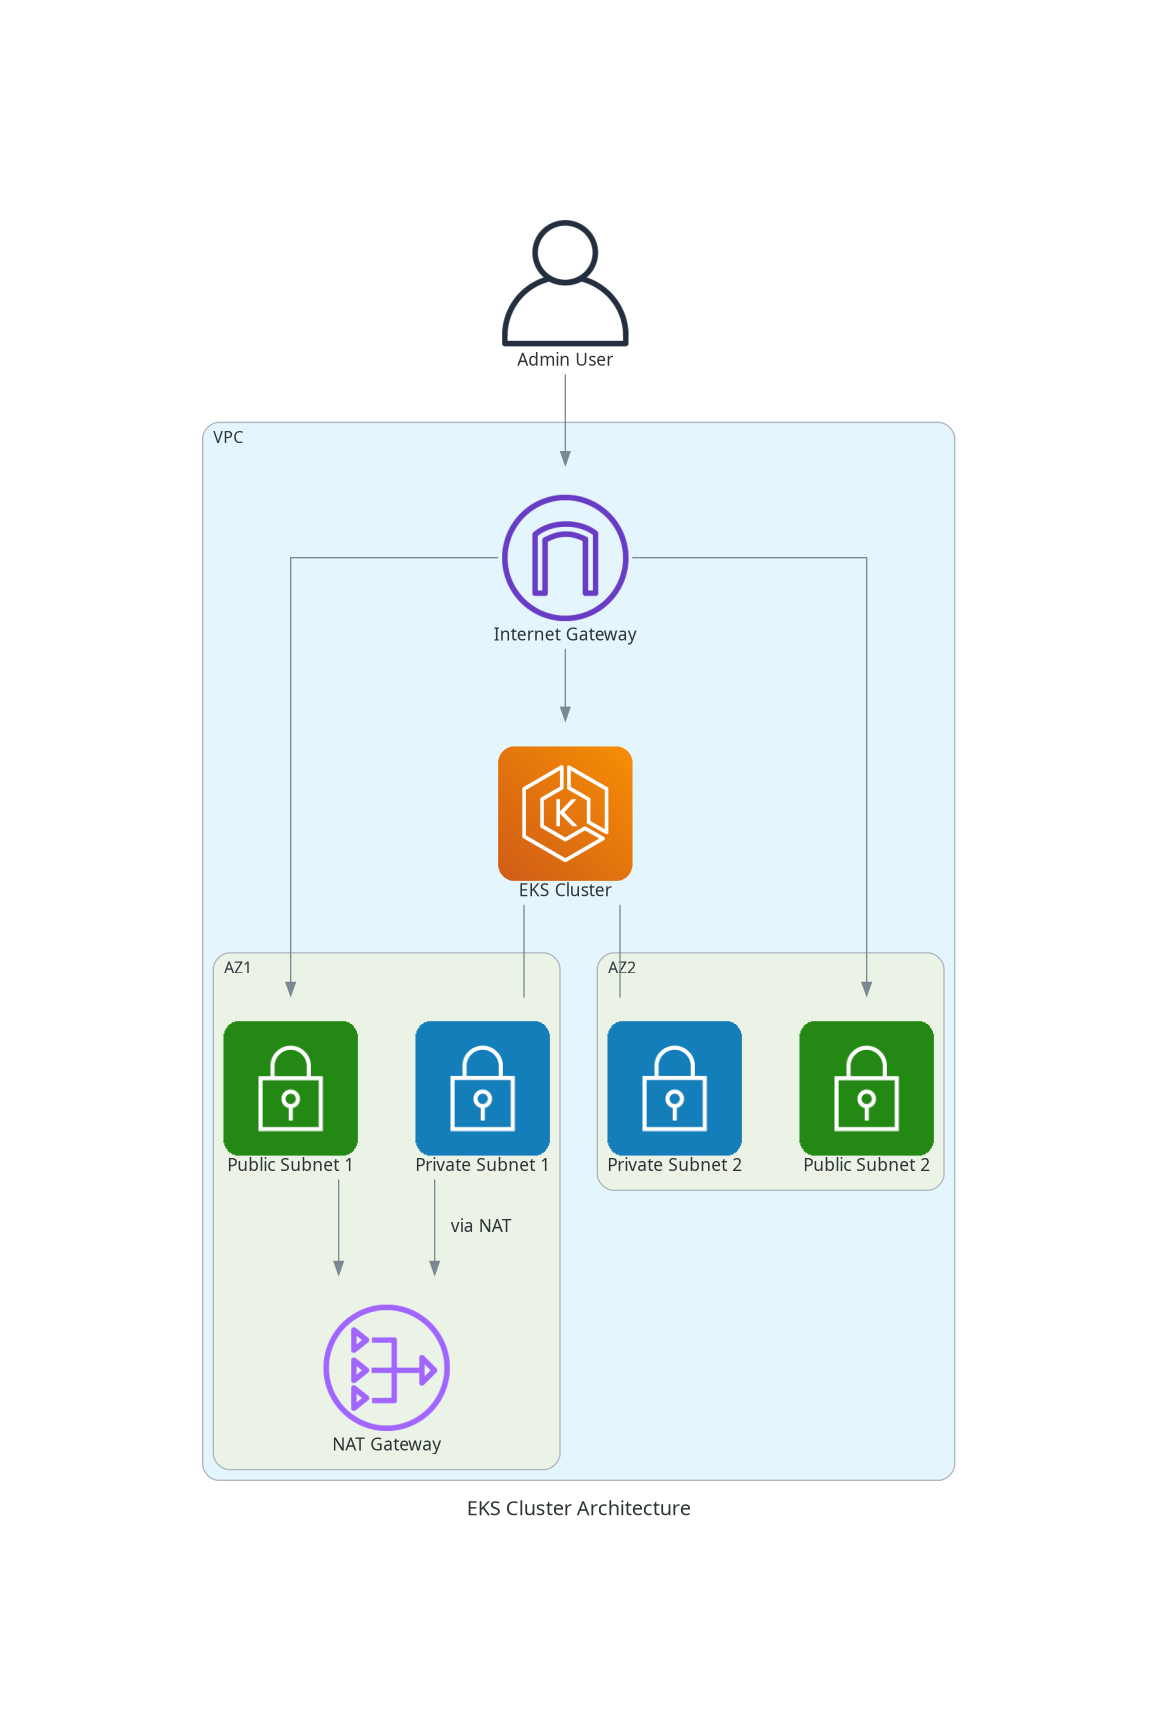 Admin User
VPC
Internet Gateway
K
EKS Cluster
AZ1
AZ2
Public Subnet 1
Private Subnet 1
Private Subnet 2
Public Subnet 2
via NAT
NAT Gateway
EKS Cluster Architecture